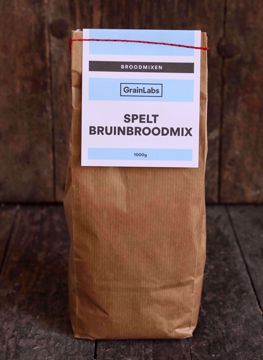 BROODMIXEN
GrainLabs
SPELT
BRUINBROODMIX
1000g